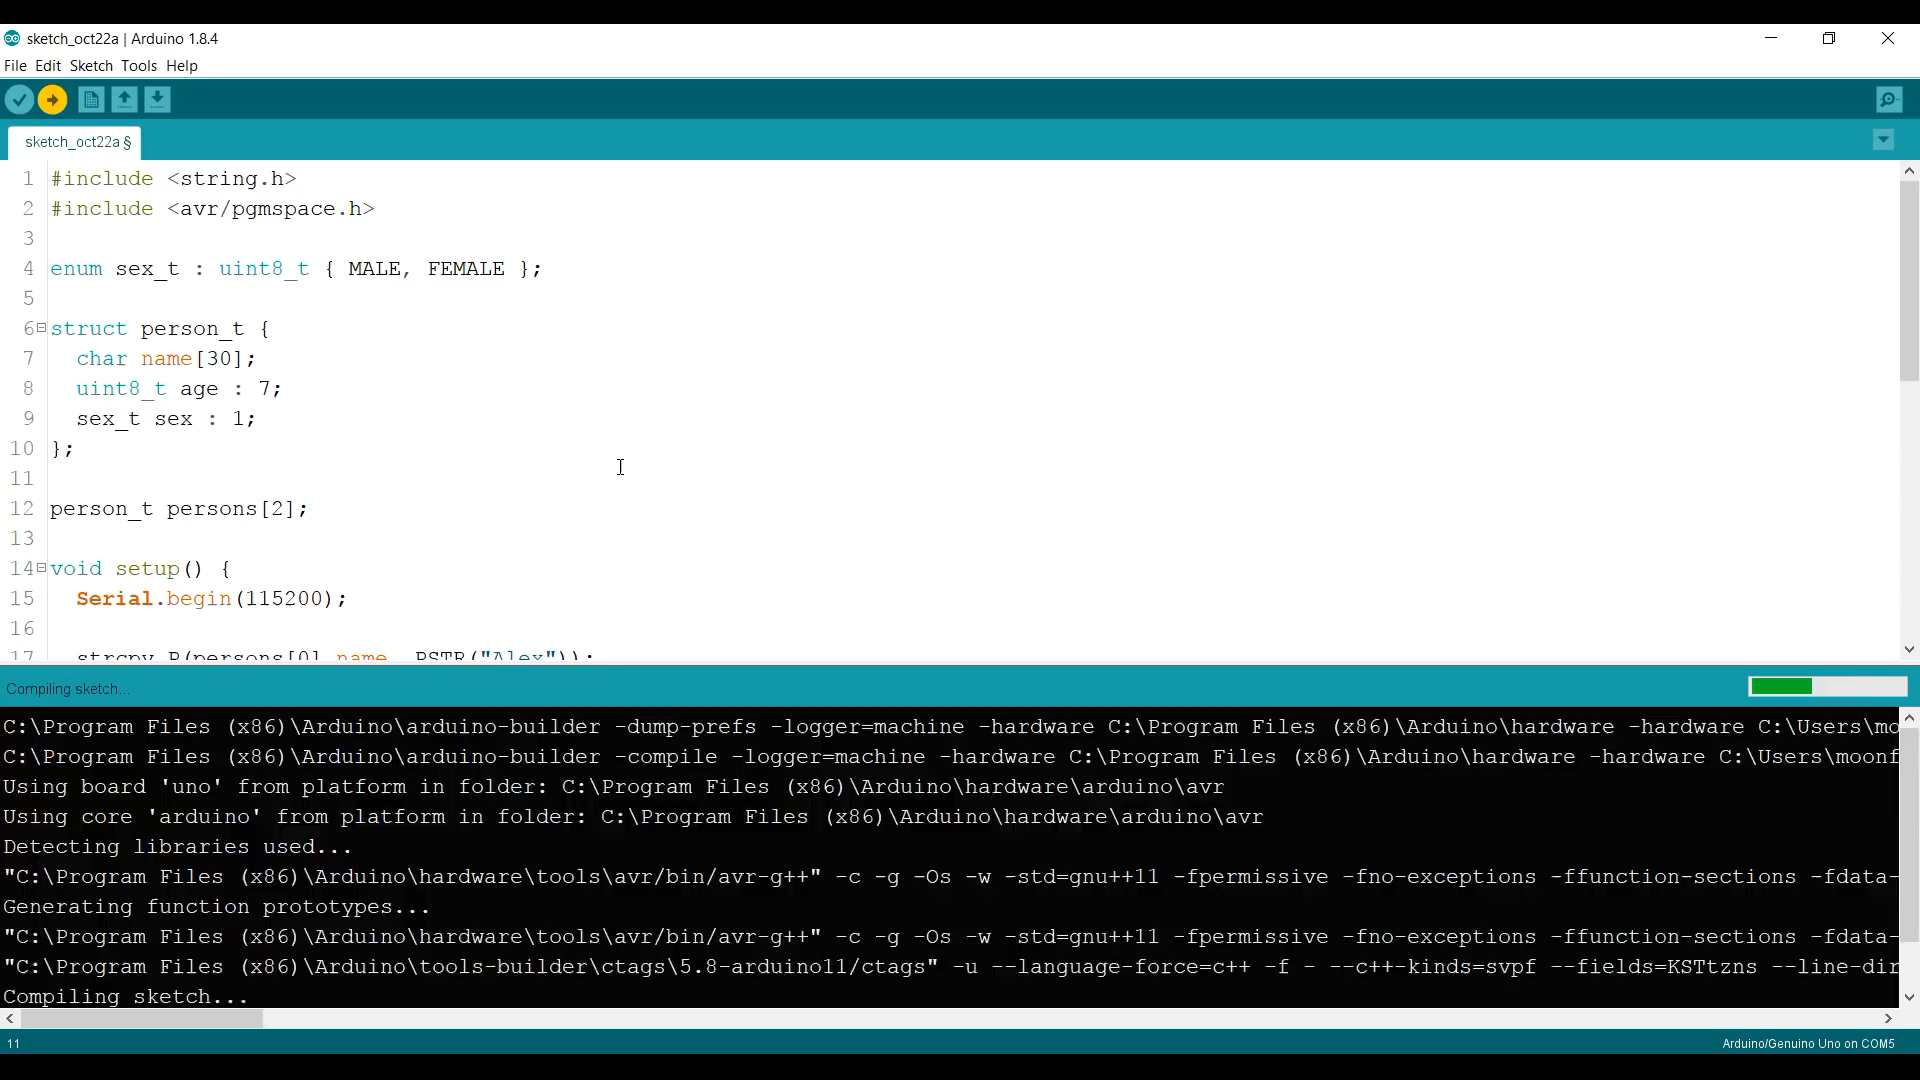 sketch_oct22a | Arduino 1.8.4
File Edit Sketch Tools Help
sketch_oct22a §
1 #include <string.h>
2 #include <avr/pgmspace.h>
3
4 enum sex_t : uint8_t { MALE, FEMALE };
5
6 struct person_t {
7 char name[30];
8 uint8_t age : 7;
9 sex_t sex : 1;
10 };
11
12 person_t persons[2];
13
14 void setup() {
15 Serial.begin(115200);
16
17 strcpy_P(persons[0].name, PSTR("Alex"));
Compiling sketch...
C:\Program Files (x86)\Arduino\arduino-builder -dump-prefs -logger=machine -hardware C:\Program Files (x86)\Arduino\hardware -hardware C:\Users\mo
C:\Program Files (x86)\Arduino\arduino-builder -compile -logger=machine -hardware C:\Program Files (x86)\Arduino\hardware -hardware C:\Users\moonf
Using board 'uno' from platform in folder: C:\Program Files (x86)\Arduino\hardware\arduino\avr
Using core 'arduino' from platform in folder: C:\Program Files (x86)\Arduino\hardware\arduino\avr
Detecting libraries used...
"C:\Program Files (x86)\Arduino\hardware\tools\avr/bin/avr-g++" -c -g -Os -w -std=gnu++11 -fpermissive -fno-exceptions -ffunction-sections -fdata-
Generating function prototypes...
"C:\Program Files (x86)\Arduino\hardware\tools\avr/bin/avr-g++" -c -g -Os -w -std=gnu++11 -fpermissive -fno-exceptions -ffunction-sections -fdata-
"C:\Program Files (x86)\Arduino\tools-builder\ctags\5.8-arduino11/ctags" -u --language-force=c++ -f - --c++-kinds=svpf --fields=KSTtzns --line-dir
Compiling sketch...
11
Arduino/Genuino Uno on COM5